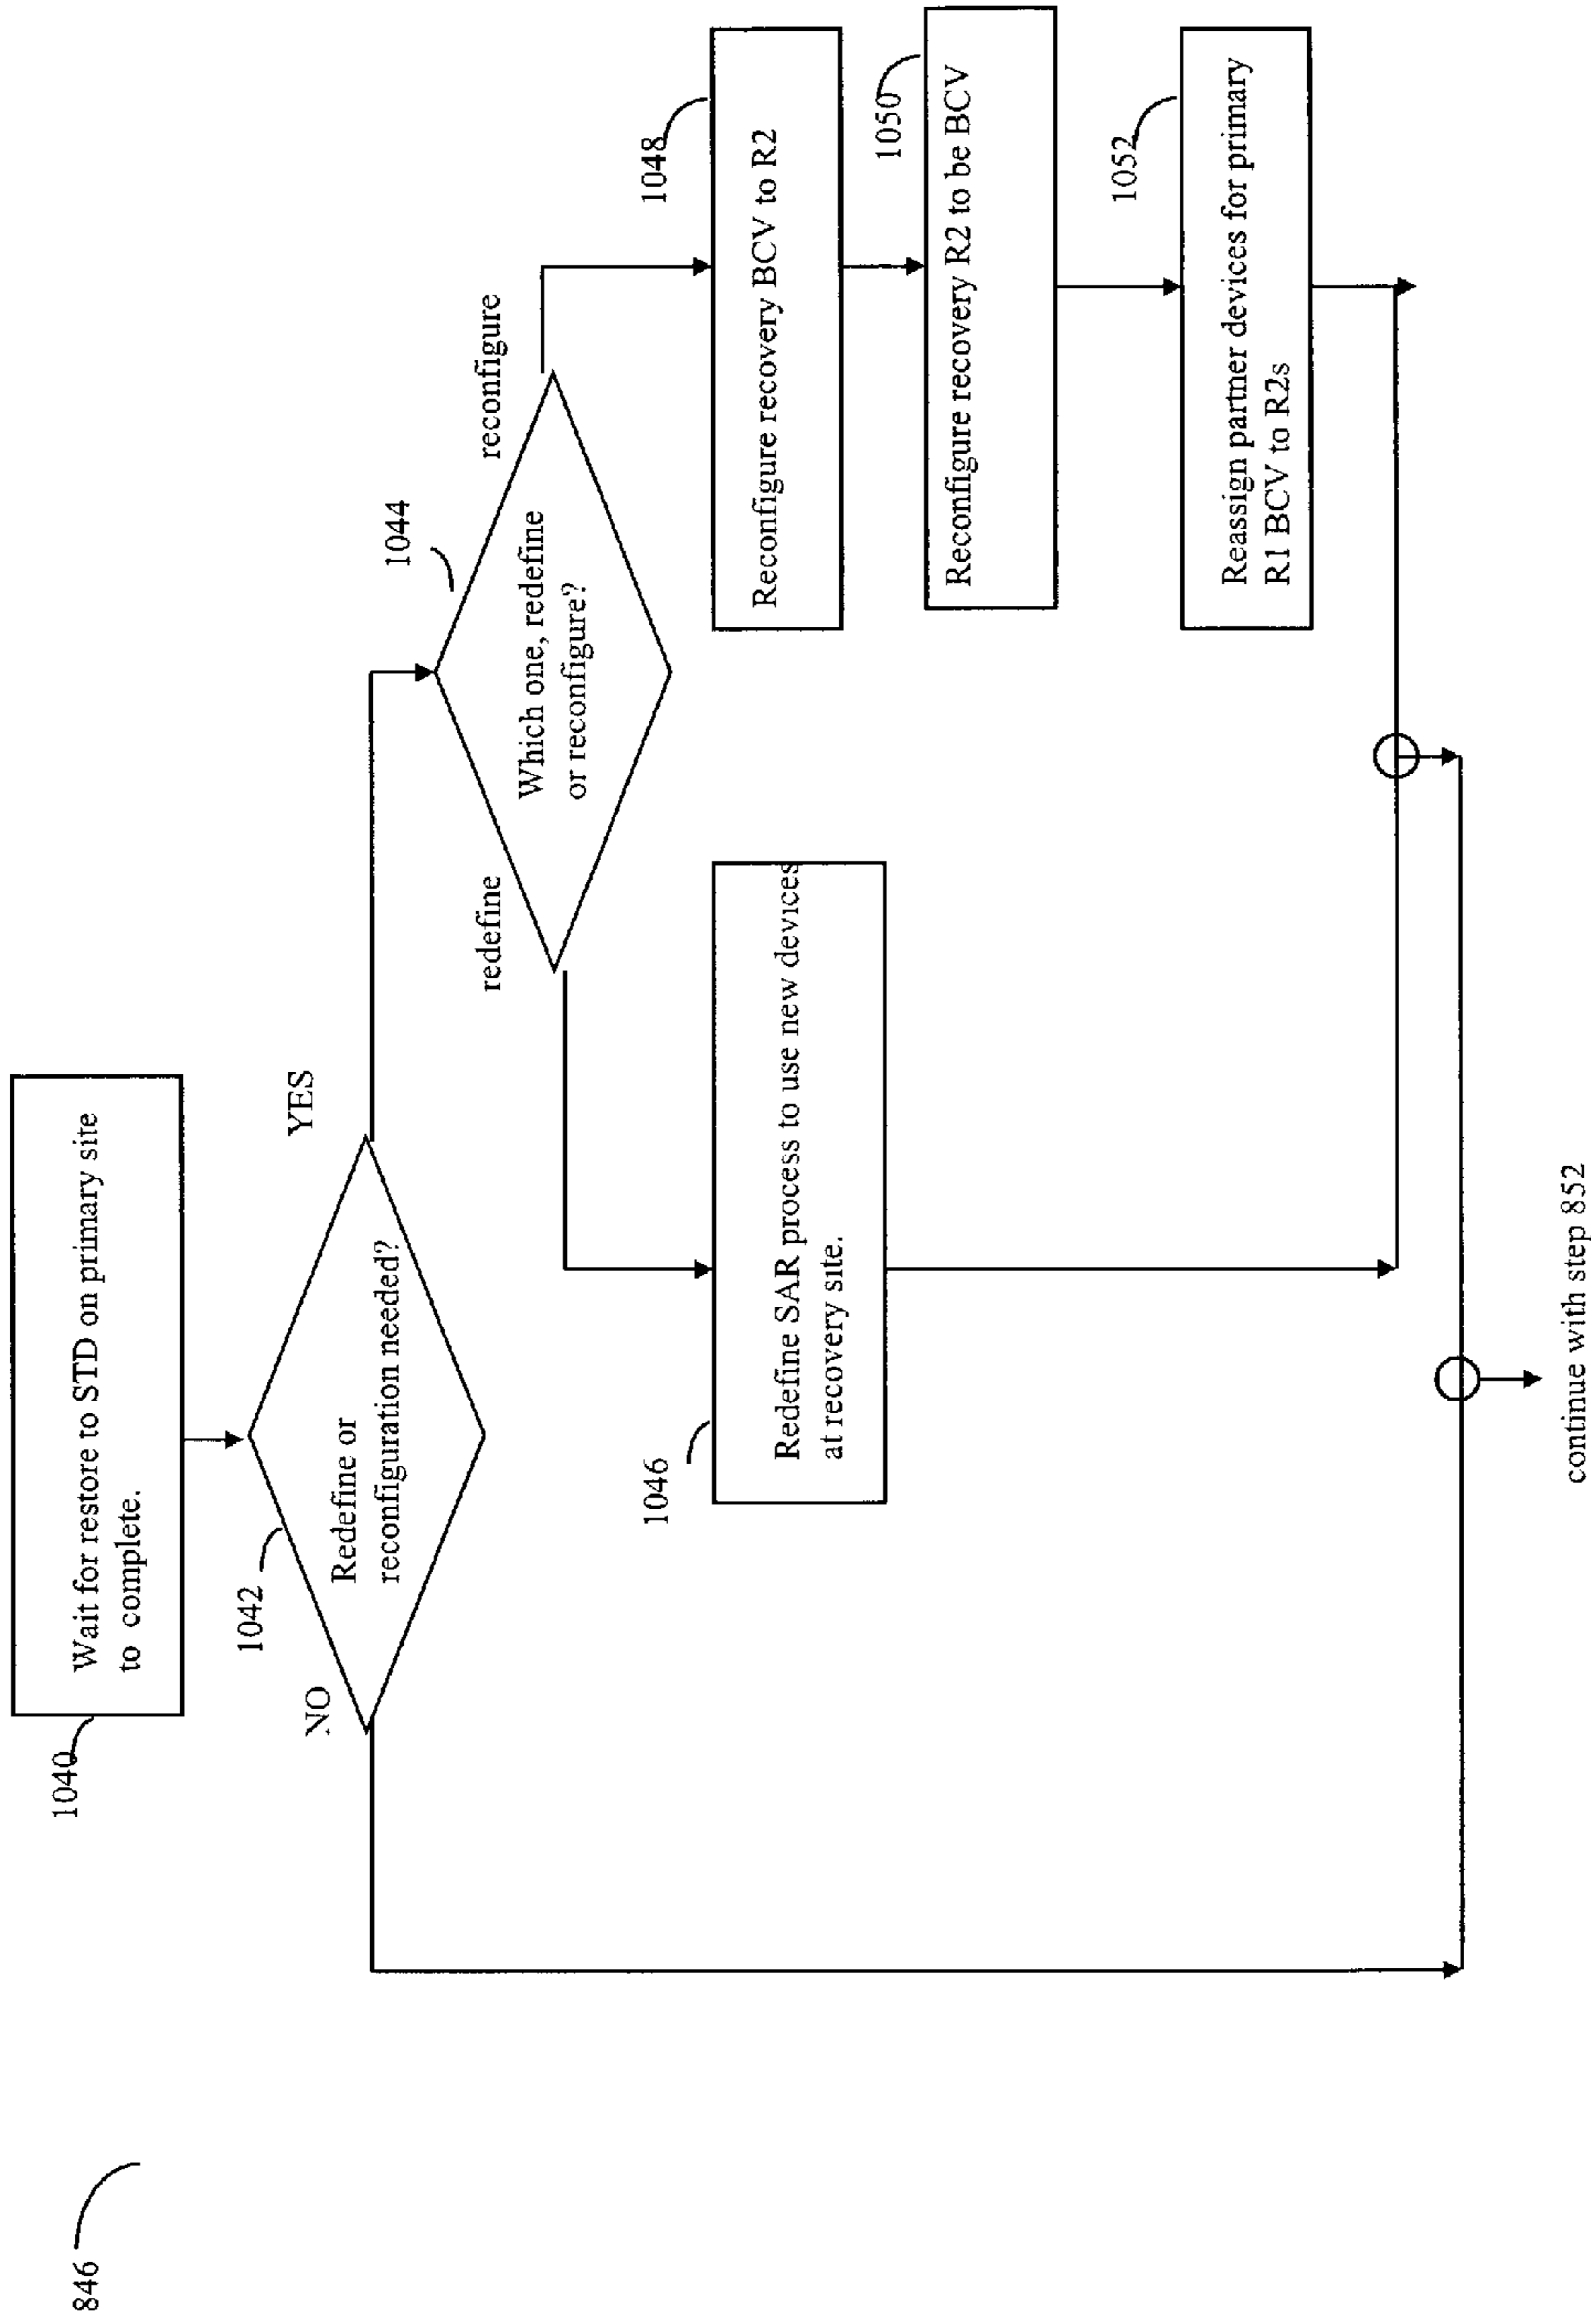 846
1040
Wait for restore to STD on primary site
to complete.
1042
Redefine or
reconfiguration needed?
NO
YES
1044
Which one, redefine
or reconfigure?
redefine
reconfigure
1046
Redefine SAR process to use new devices
at recovery site.
1048
Reconfigure recovery BCV to R2
1050
Reconfigure recovery R2 to be BCV
1052
Reassign partner devices for primary
R1 BCV to R2s
continue with step 852